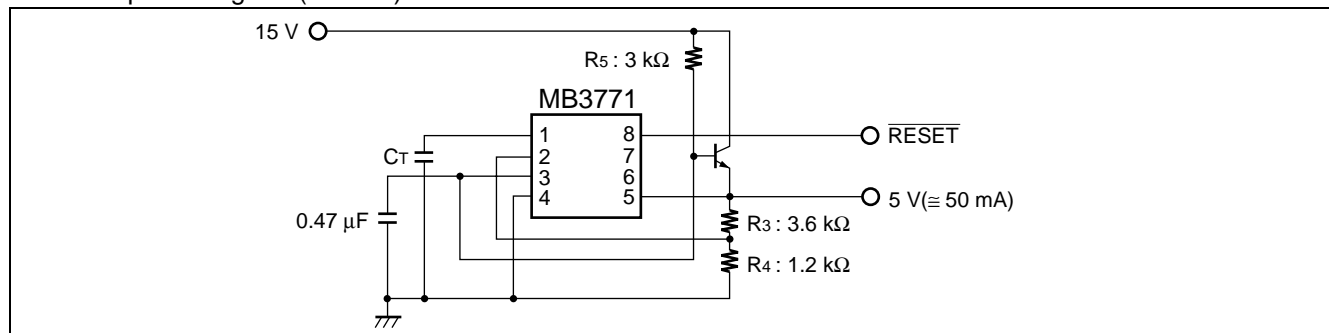 15 V
R5 : 3 kΩ
MB3771
1 8
2 7
3 6
4 5
CT
0.47 μF
RESET
5 V(≅ 50 mA)
R3 : 3.6 kΩ
R4 : 1.2 kΩ